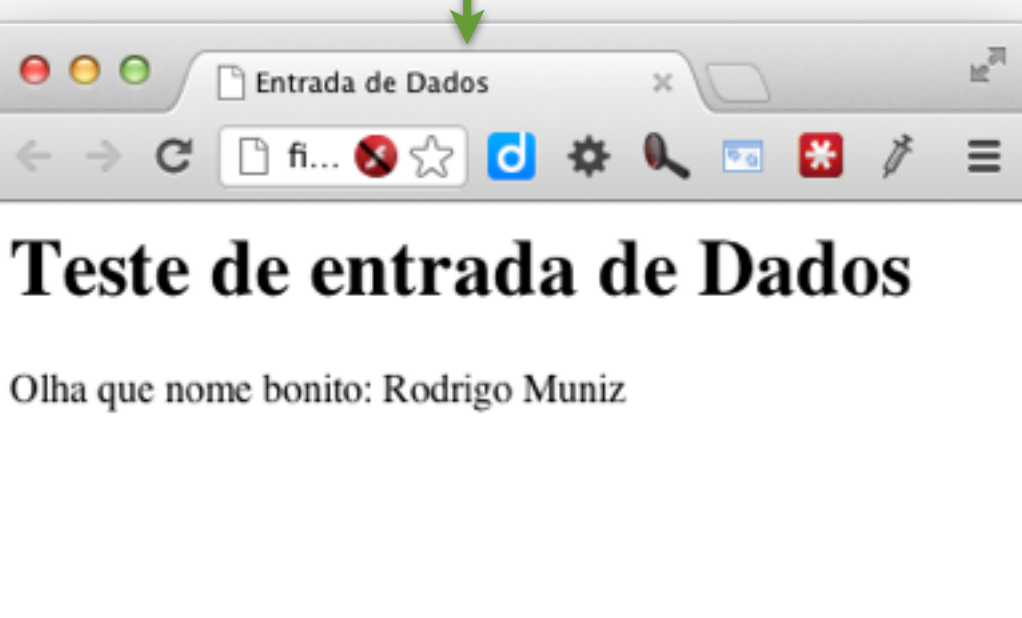 Entrada de Dados
fi...
Teste de entrada de Dados
Olha que nome bonito: Rodrigo Muniz